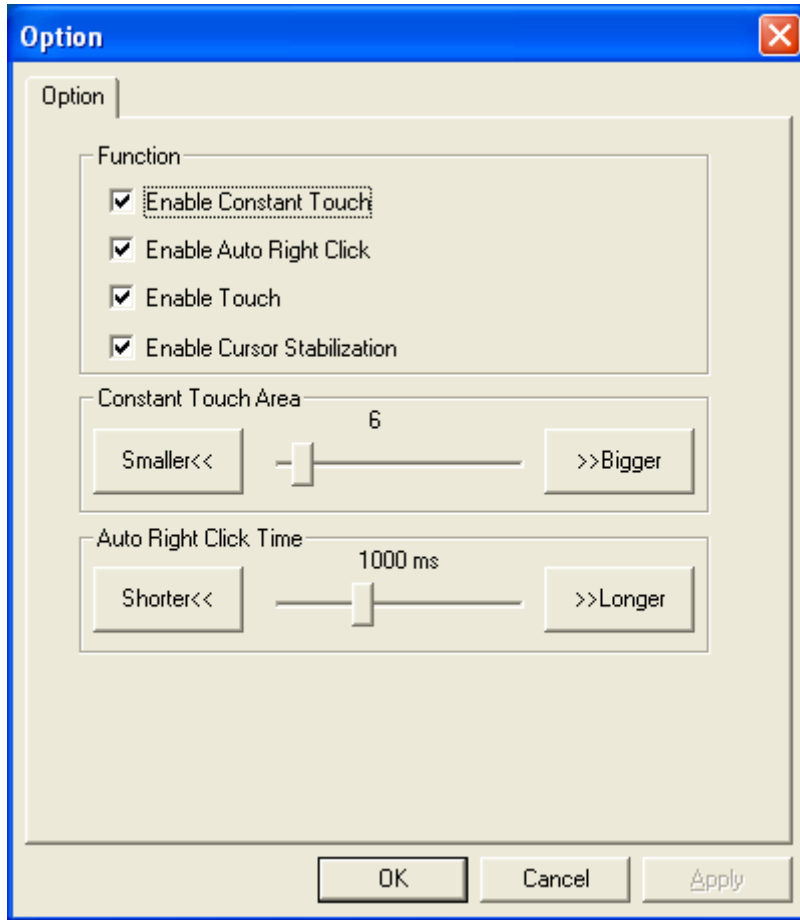 Option
Option
Function
Enable Constant Touch
Enable Auto Right Click
Enable Touch
Enable Cursor Stabilization
Constant Touch Area
6
Smaller<<
>>Bigger
Auto Right Click Time
1000 ms
Shorter<<
>>Longer
OK
Cancel
Apply